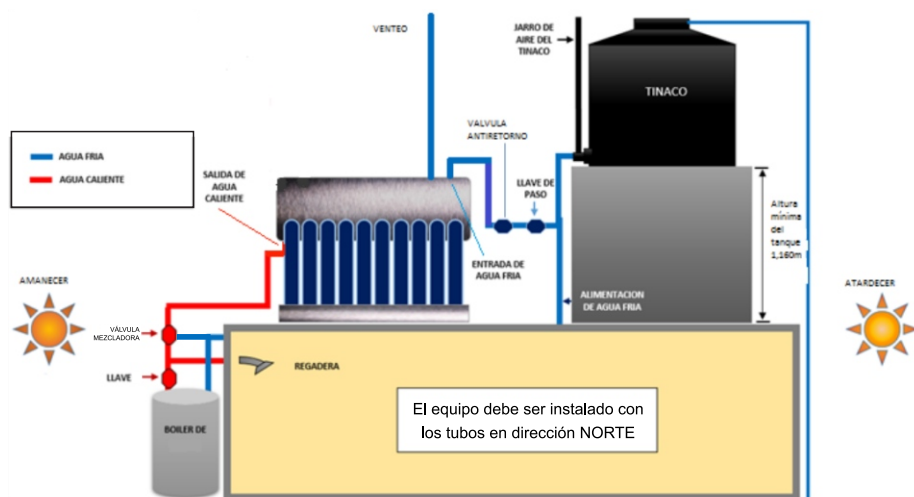 VENTEO
JARRO DE
AIRE DEL
TINACO
TINACO
VALVULA
ANTIRETORNO
AGUA FRIA
AGUA CALIENTE
SALIDA DE
AGUA
CALIENTE
LLAVE DE
PASO
Altura
mínima
del
tanque
1,160m
ENTRADA DE
AGUA FRIA
AMANECER
ATARDECER
ALIMENTACION
DE AGUA FRIA
VÁLVULA
MEZCLADORA
REGADERA
LLAVE
BOILER DE
El equipo debe ser instalado con
los tubos en dirección NORTE